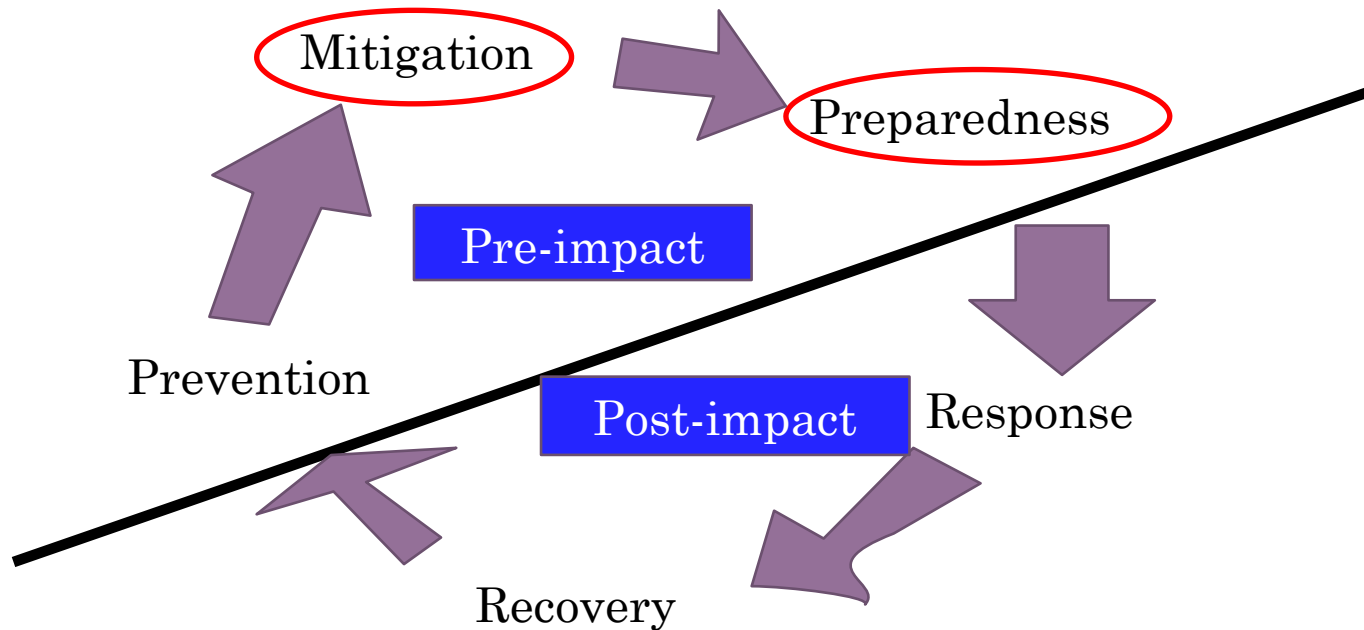 Mitigation
Preparedness
Pre-impact
Prevention
Post-impact
Response
Recovery